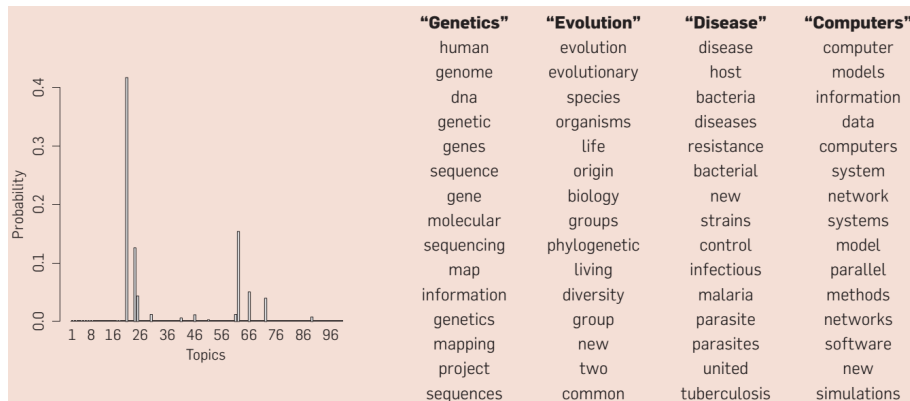 “Genetics” “Evolution” “Disease” “Computers”
human evolution disease computer
genome evolutionary host models
dna species bacteria information
genetic organisms diseases data
genes life resistance computers
sequence origin bacterial system
gene biology new network
molecular groups strains systems
sequencing phylogenetic control model
map living infectious parallel
information diversity malaria methods
genetics group parasite networks
mapping new parasites software
project two united new
sequences common tuberculosis simulations
Probability
0.4
0.3
0.2
0.1
0.0
1 8 16 26 36 46 56 66 76 86 96
Topics